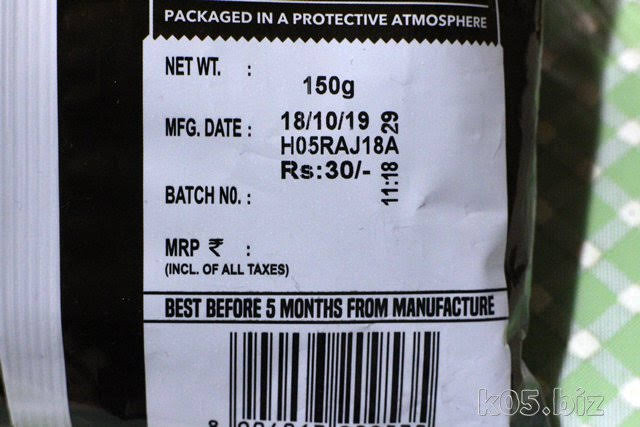 PACKAGED IN A PROTECTIVE ATMOSPHERE
NET WT. :
150g
MFG. DATE :
18/10/19
H05RAJ18A
Rs:30/-
11:18 29
BATCH NO. :
MRP ₹ :
(INCL. OF ALL TAXES)
BEST BEFORE 5 MONTHS FROM MANUFACTURE
k05.biz